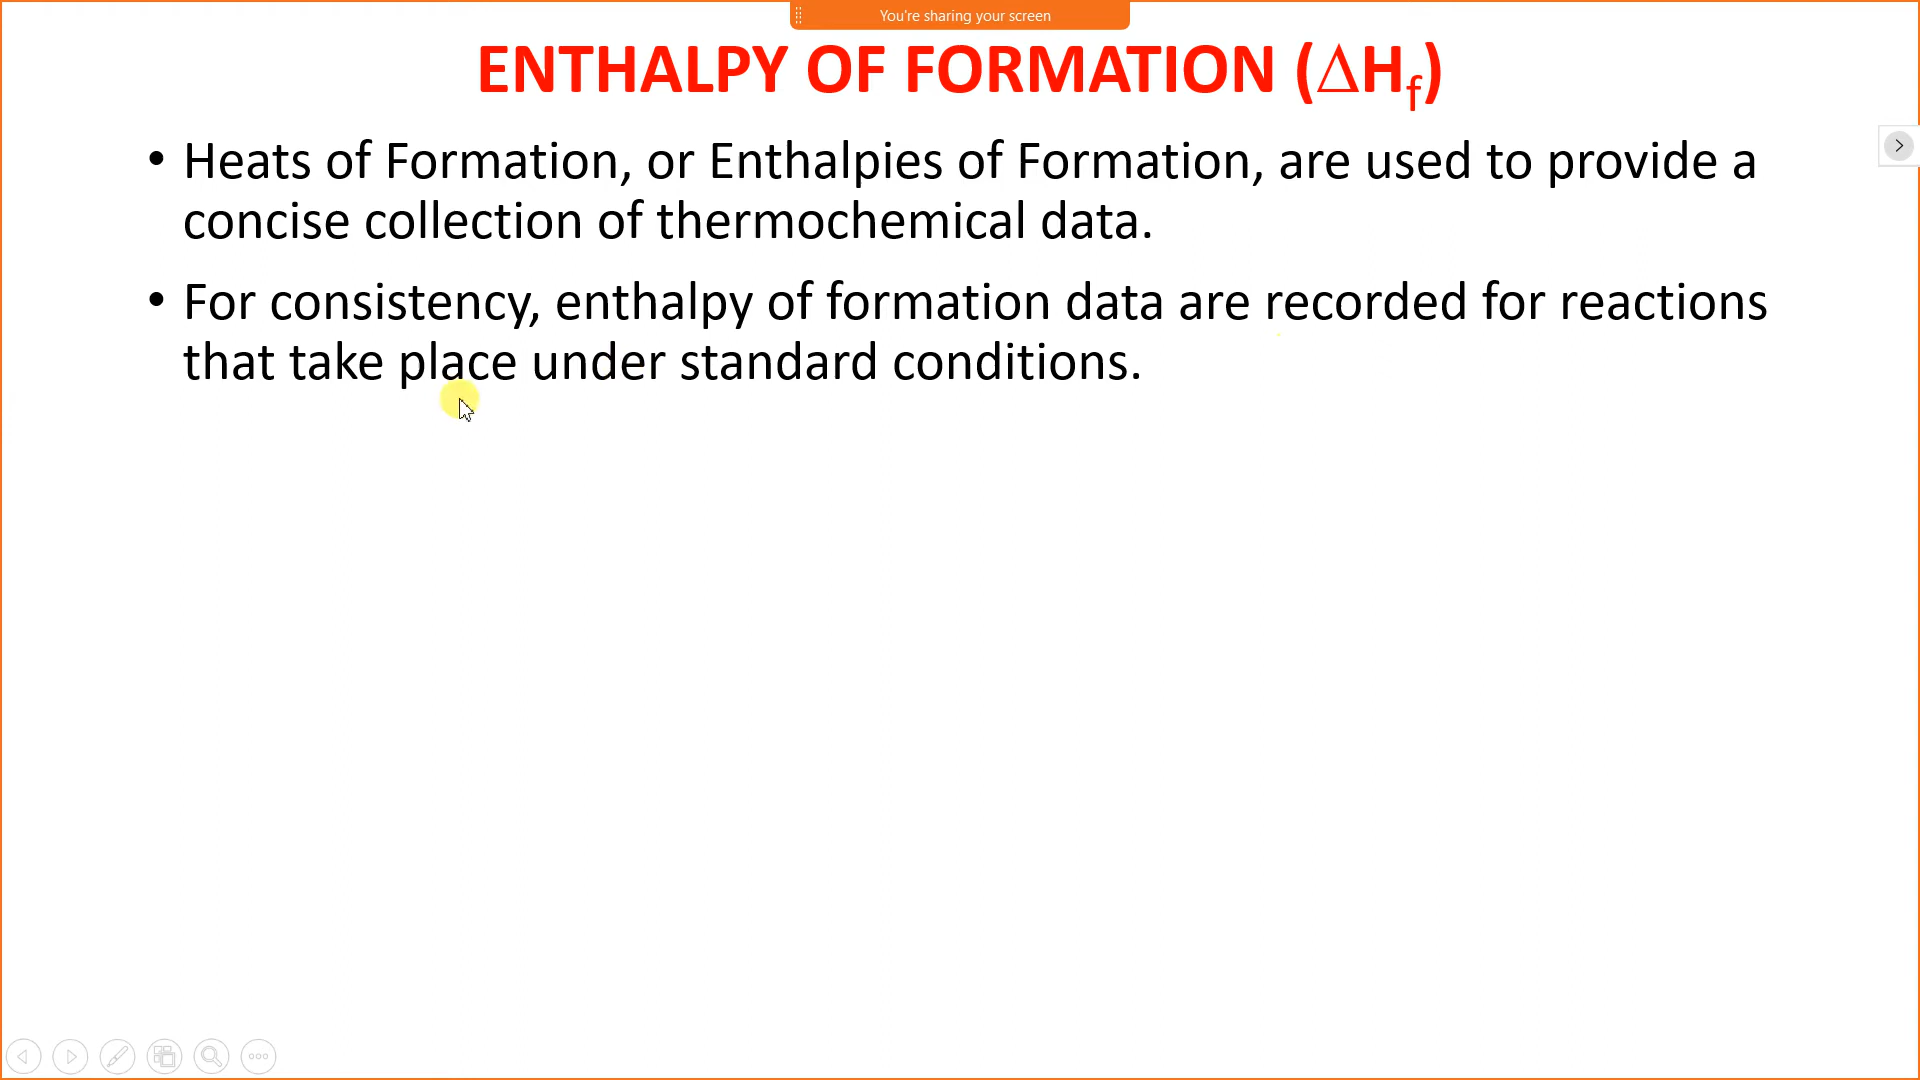 You're sharing your screen
ENTHALPY OF FORMATION (ΔHf)
• Heats of Formation, or Enthalpies of Formation, are used to provide a
concise collection of thermochemical data.
• For consistency, enthalpy of formation data are recorded for reactions
that take place under standard conditions.